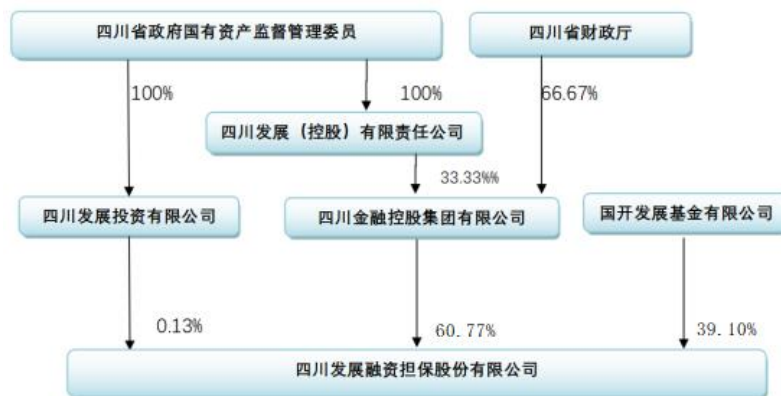 四川省政府国有资产监督管理委员
四川省财政厅
100%
100%
66.67%
四川发展（控股）有限责任公司
33.33%%
四川发展投资有限公司
四川金融控股集团有限公司
国开发展基金有限公司
0.13%
60.77%
39.10%
四川发展融资担保股份有限公司